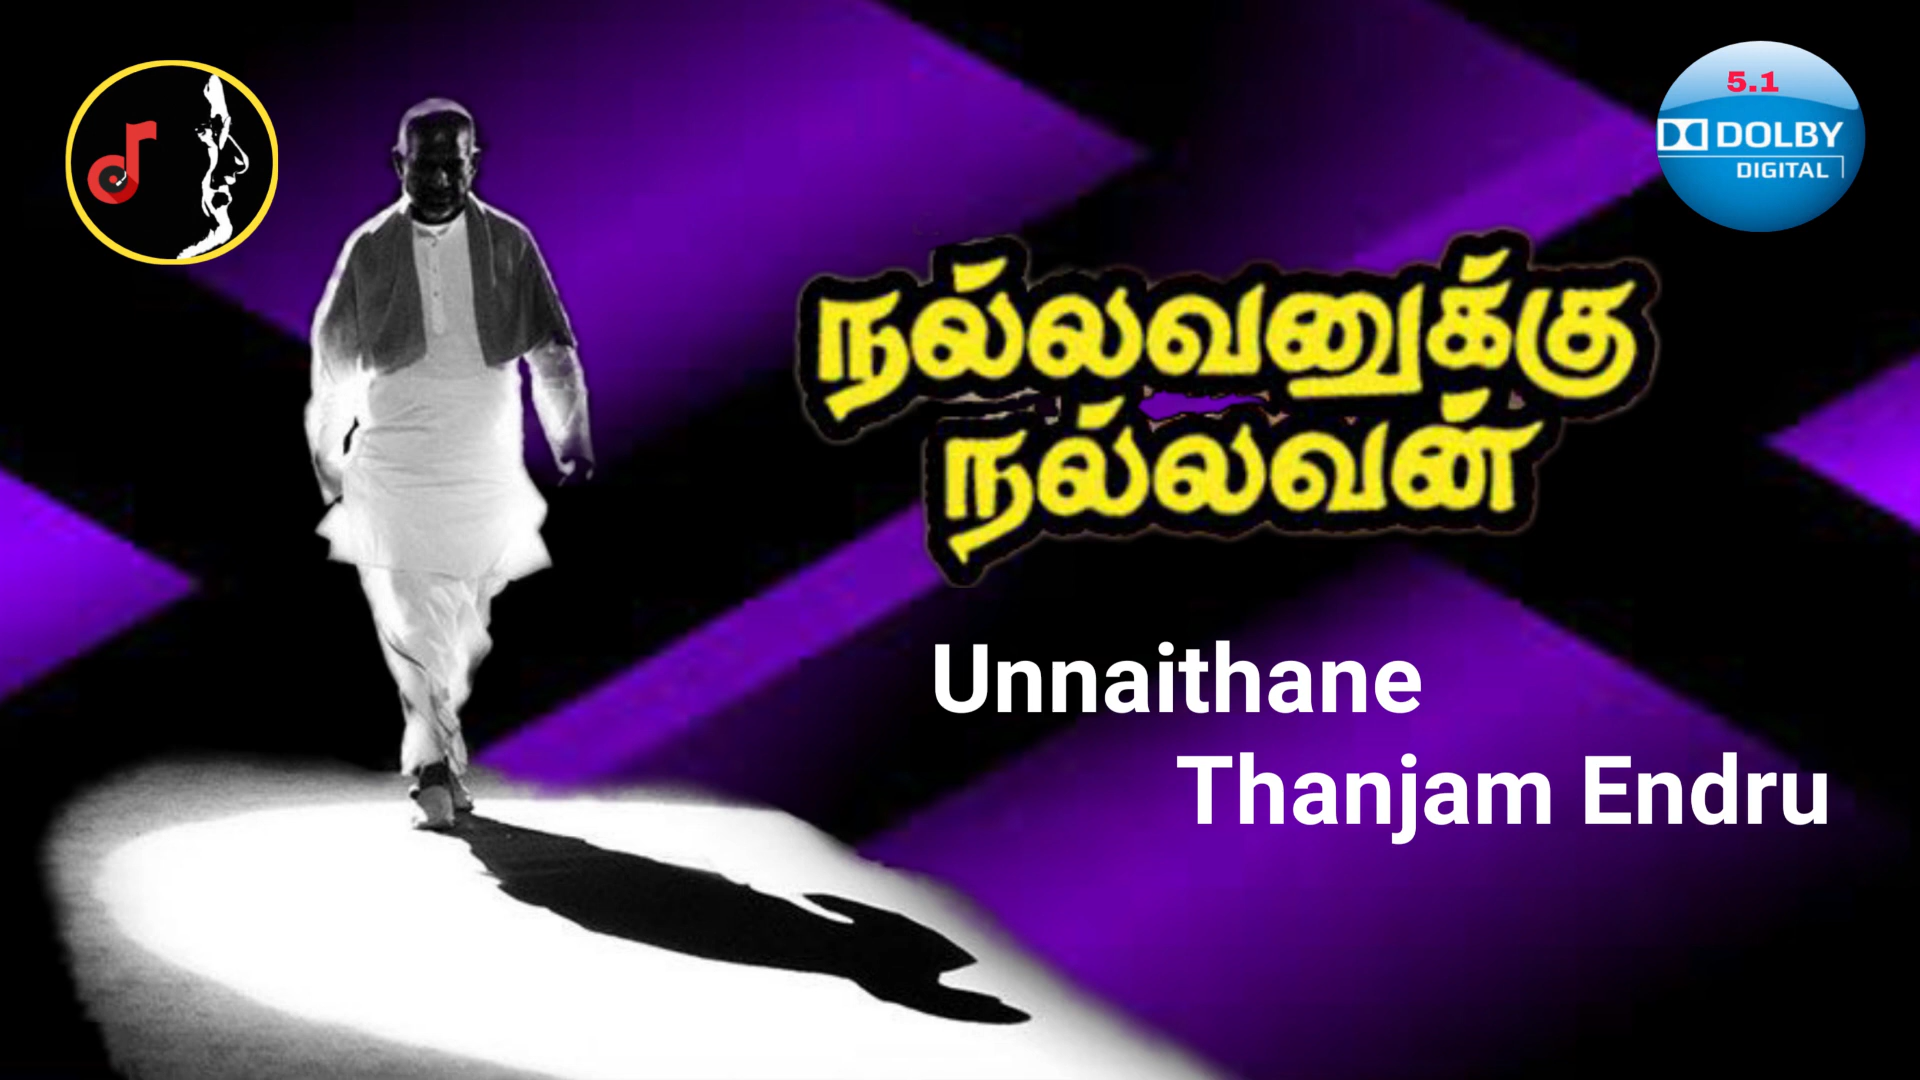 5.1
DOLBY
DIGITAL
நல்லவனுக்கு
நல்லவன்
Unnaithane
Thanjam Endru